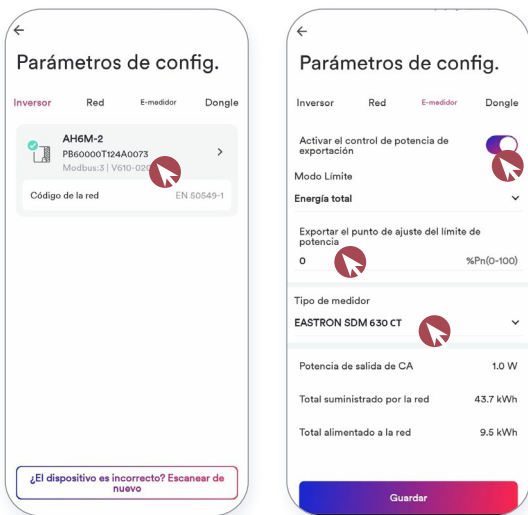 Parámetros de config.
Inversor Red E-medidor Dongle
AH6M-2
PB60000T124A0073
Modbus:3 | V610-020
Código de la red EN 50549-1
¿El dispositivo es incorrecto? Escanear de
nuevo
Parámetros de config.
Inversor Red E-medidor Dongle
Activar el control de potencia de
exportación
Modo Límite
Energía total
Exportar el punto de ajuste del límite de
potencia
0 %Pn(0-100)
Tipo de medidor
EASTRON SDM 630 CT
Potencia de salida de CA 1.0 W
Total suministrado por la red 43.7 kWh
Total alimentado a la red 9.5 kWh
Guardar